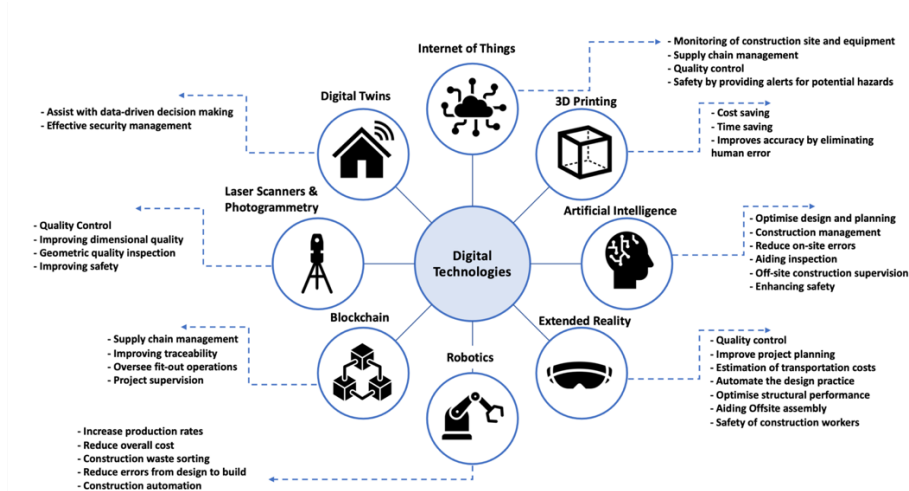 Internet of Things
- Monitoring of construction site and equipment
- Supply chain management
- Quality control
- Safety by providing alerts for potential hazards
Digital Twins
- Assist with data-driven decision making
- Effective security management
3D Printing
- Cost saving
- Time saving
- Improves accuracy by eliminating
human error
Laser Scanners &
Photogrammetry
- Quality Control
- Improving dimensional quality
- Geometric quality inspection
- Improving safety
Digital
Technologies
Artificial Intelligence
- Optimise design and planning
- Construction management
- Reduce on-site errors
- Aiding inspection
- Off-site construction supervision
- Enhancing safety
Blockchain
- Supply chain management
- Improving traceability
- Oversee fit-out operations
- Project supervision
Extended Reality
- Quality control
- Improve project planning
- Estimation of transportation costs
- Automate the design practice
- Optimise structural performance
- Aiding Offsite assembly
- Safety of construction workers
Robotics
- Increase production rates
- Reduce overall cost
- Construction waste sorting
- Reduce errors from design to build
- Construction automation